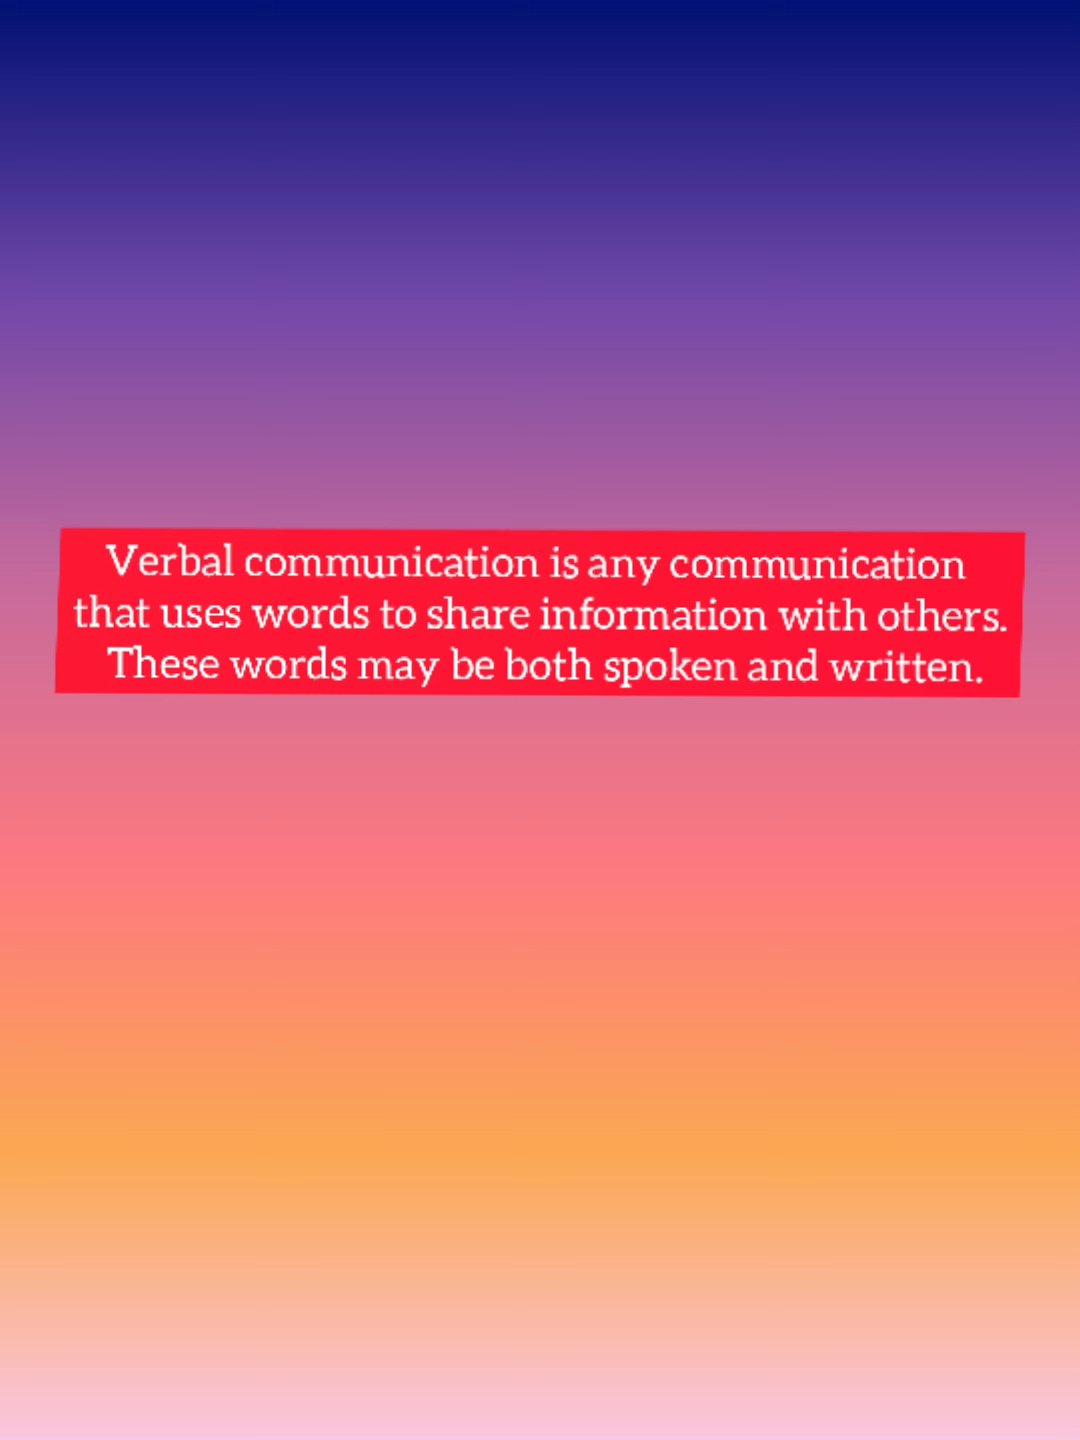 Verbal communication is any communication
that uses words to share information with others.
These words may be both spoken and written.